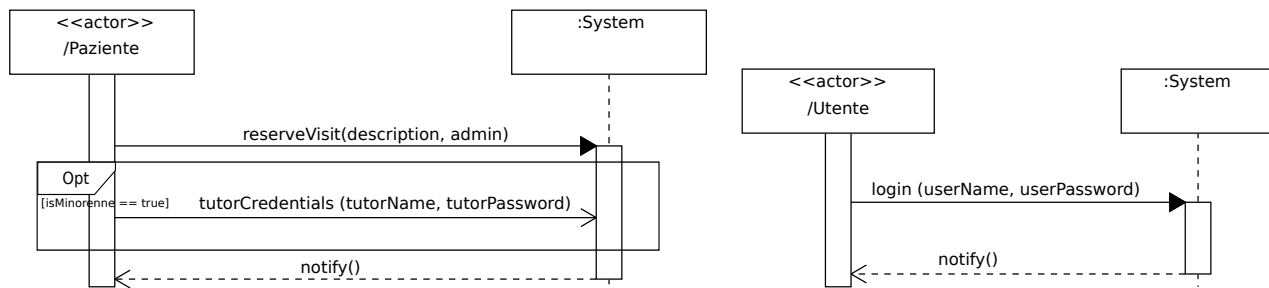 <<actor>>
/Paziente
:System
reserveVisit(description, admin)
Opt
[isMinorenne == true]
tutorCredentials (tutorName, tutorPassword)
notify()
<<actor>>
/Utente
:System
login (userName, userPassword)
notify()